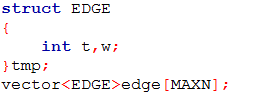 struct EDGE
{
    int t,w;
}tmp;
vector<EDGE>edge[MAXN];